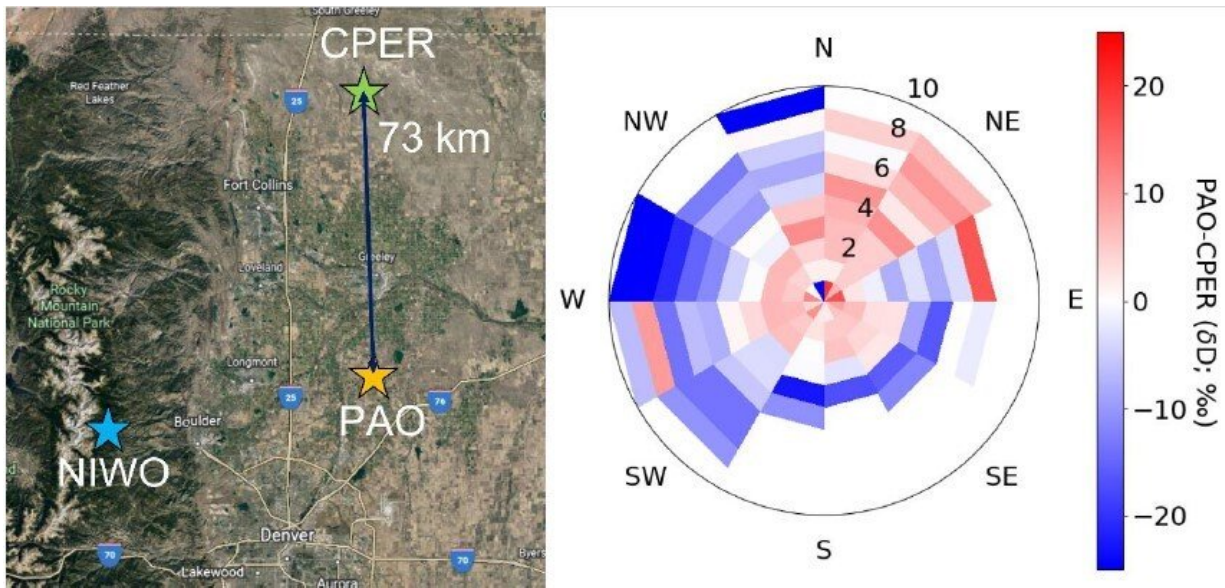 South Greeley
CPER
Red Feather
Lakes
25
73 km
Fort Collins
Loveland
Greeley
Rocky
Mountain
National Park
Longmont
25
76
PAO
Boulder
NIWO
Denver
70
70
Byers
Lakewood
Aurora
N
10
NW
NE
8
6
4
2
W
E
SW
SE
S
20
10
0
−10
−20
PAO-CPER (δD; ‰)